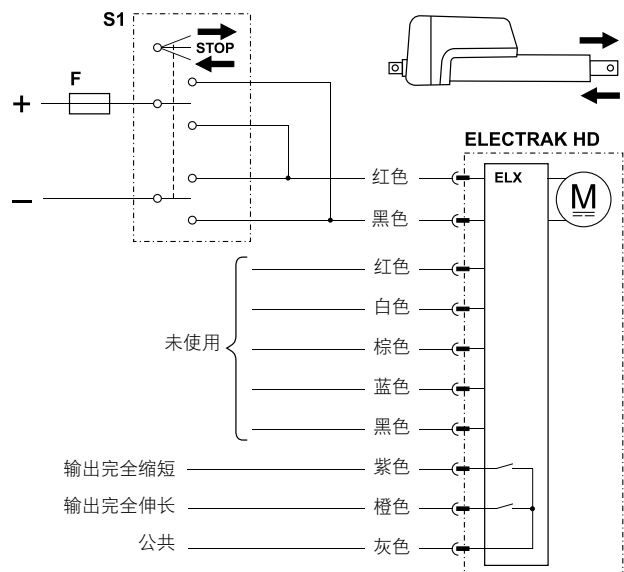 S1
STOP
F
+
−
ELECTRAK HD
ELX
M
红色
黑色
红色
白色
棕色
蓝色
黑色
未使用
输出完全缩短 紫色
输出完全伸长 橙色
公共 灰色